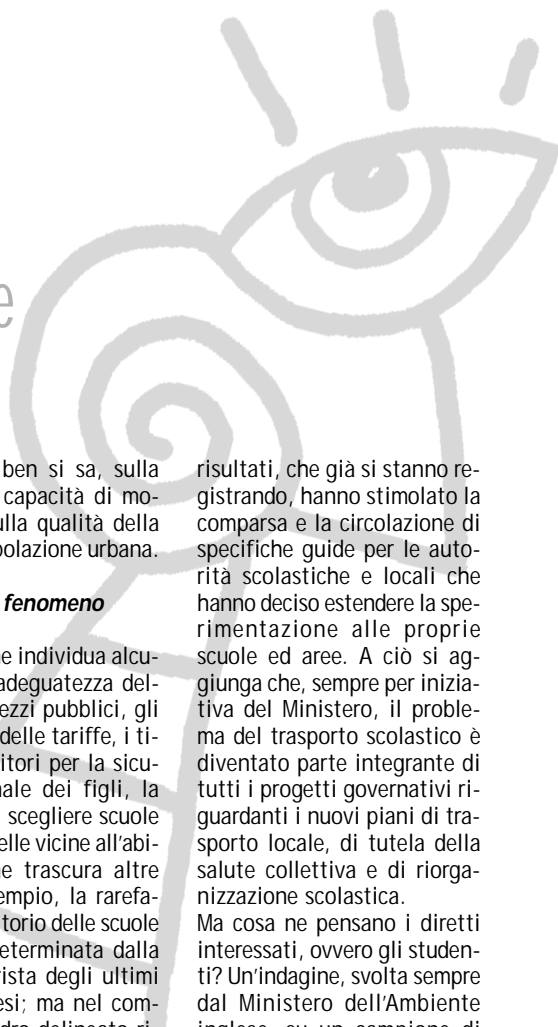 e
ben si sa, sulla
capacità di mo-
ulla qualità della
polazione urbana.
fenomeno
ne individua alcu-
adeguatezza del-
ezzi pubblici, gli
delle tariffe, i ti-
itori per la sicu-
nale dei figli, la
i scegliere scuole
elle vicine all'abi-
ne trascura altre
empio, la rarefa-
itorio delle scuole
eterminata dalla
rista degli ultimi
esi; ma nel com-
risultati, che già si stanno re-
gistrando, hanno stimolato la
comparsa e la circolazione di
specifiche guide per le auto-
rità scolastiche e locali che
hanno deciso estendere la spe-
rimentazione alle proprie
scuole ed aree. A ciò si ag-
giunga che, sempre per inizia-
tiva del Ministero, il proble-
ma del trasporto scolastico è
diventato parte integrante di
tutti i progetti governativi ri-
guardanti i nuovi piani di tra-
sporto locale, di tutela della
salute collettiva e di riorga-
nizzazione scolastica.
Ma cosa ne pensano i diretti
interessati, ovvero gli studen-
ti? Un'indagine, svolta sempre
dal Ministero dell'Ambiente